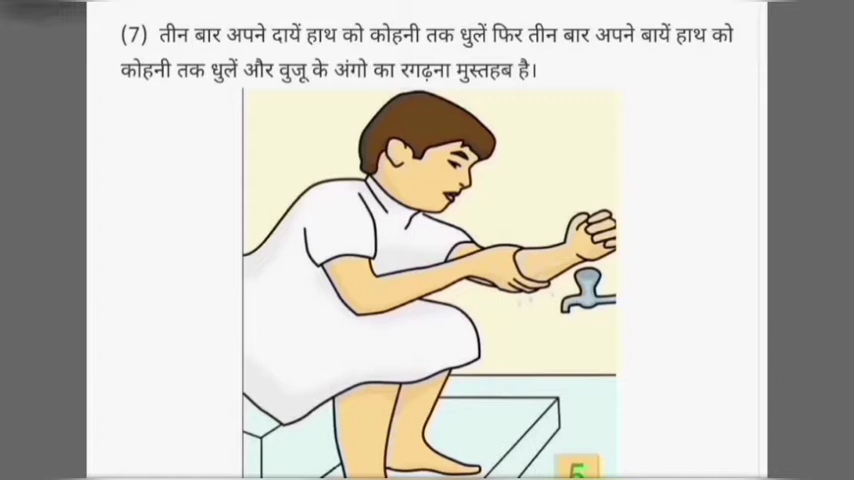 (7) तीन बार अपने दायें हाथ को कोहनी तक धुलें फिर तीन बार अपने बायें हाथ को
कोहनी तक धुलें और वुजू के अंगो का रगढ़ना मुस्तहब है।
5